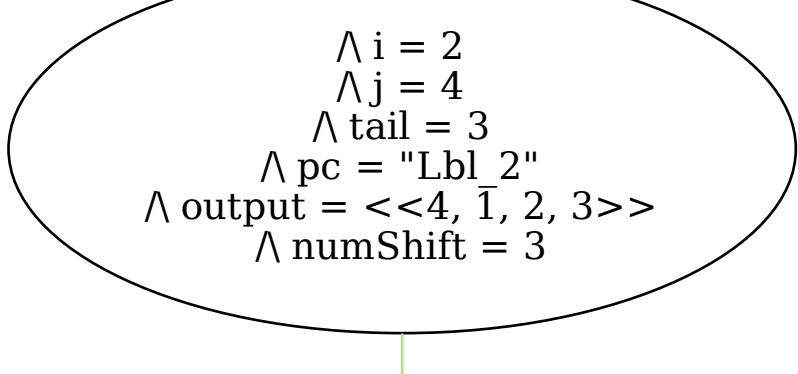 /\ i = 2
/\ j = 4
/\ tail = 3
/\ pc = "Lbl_2"
/\ output = <<4, 1, 2, 3>>
/\ numShift = 3